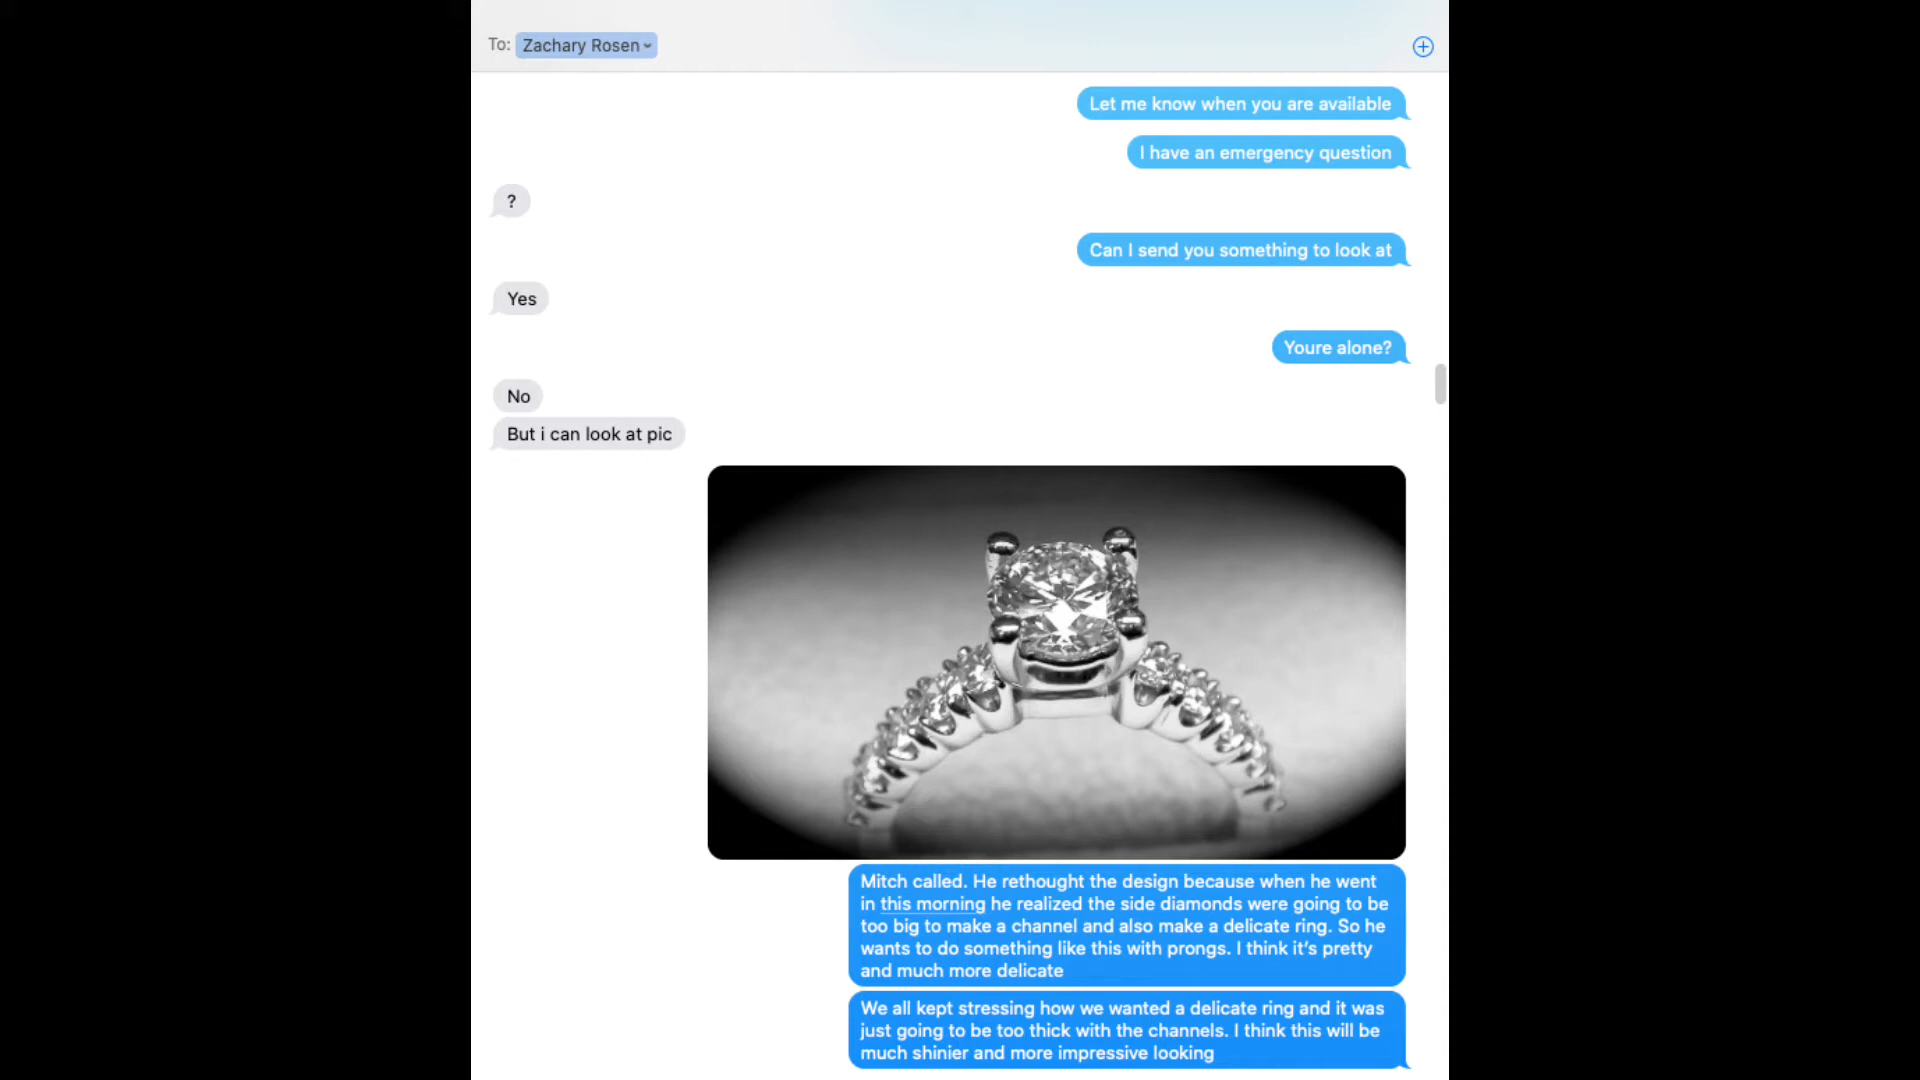 To: Zachary Rosen
Let me know when you are available
I have an emergency question
?
Can I send you something to look at
Yes
Youre alone?
No
But i can look at pic
Mitch called. He rethought the design because when he went
in this morning he realized the side diamonds were going to be
too big to make a channel and also make a delicate ring. So he
wants to do something like this with prongs. I think it’s pretty
and much more delicate
We all kept stressing how we wanted a delicate ring and it was
just going to be too thick with the channels. I think this will be
much shinier and more impressive looking